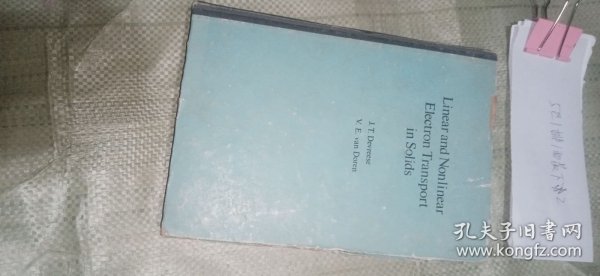 Linear and Nonlinear
Electron Transport
in Solids
J. T. Devreese
V. E. van Doren
孔夫子旧书网
www.kongfz.com